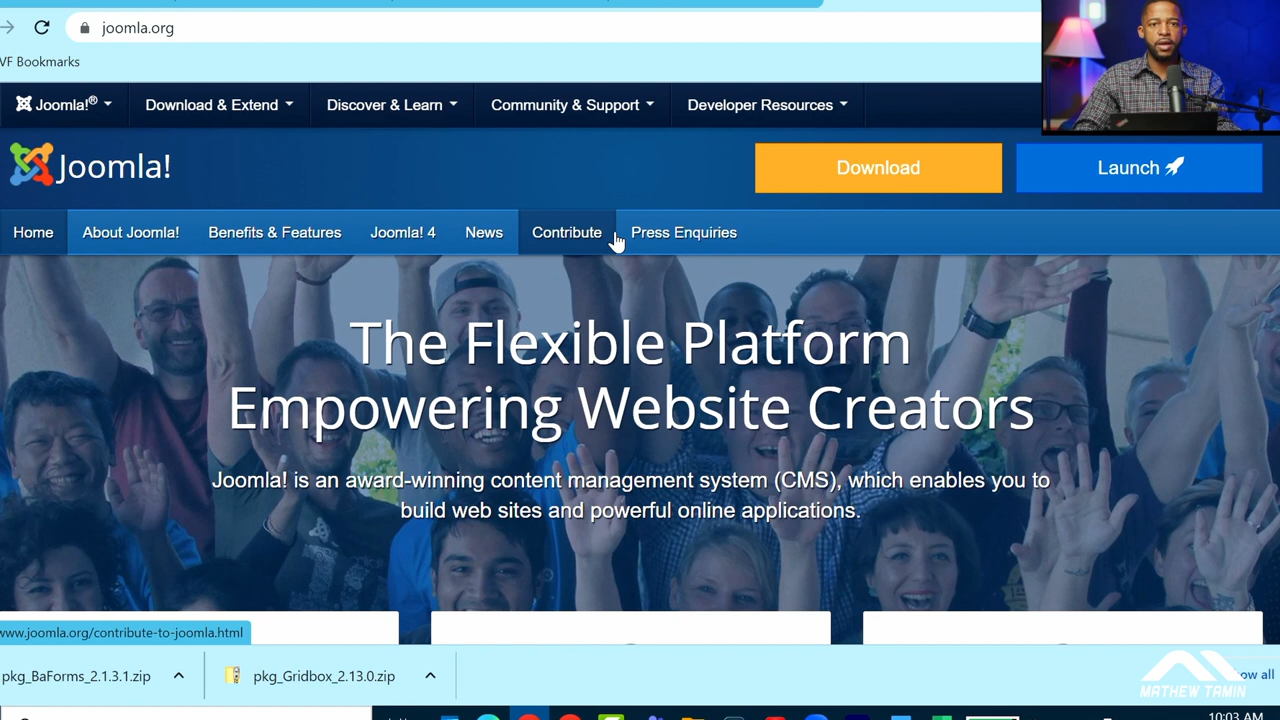 joomla.org
VF Bookmarks
Joomla!®
Download & Extend
Discover & Learn
Community & Support
Developer Resources
Joomla!
Download
Launch
Home
About Joomla!
Benefits & Features
Joomla! 4
News
Contribute
Press Enquiries
The Flexible Platform
Empowering Website Creators
Joomla! is an award-winning content management system (CMS), which enables you to
build web sites and powerful online applications.
www.joomla.org/contribute-to-joomla.html
pkg_BaForms_2.1.3.1.zip
pkg_Gridbox_2.13.0.zip
ow all
MATHEW TAMIN
10:03 AM